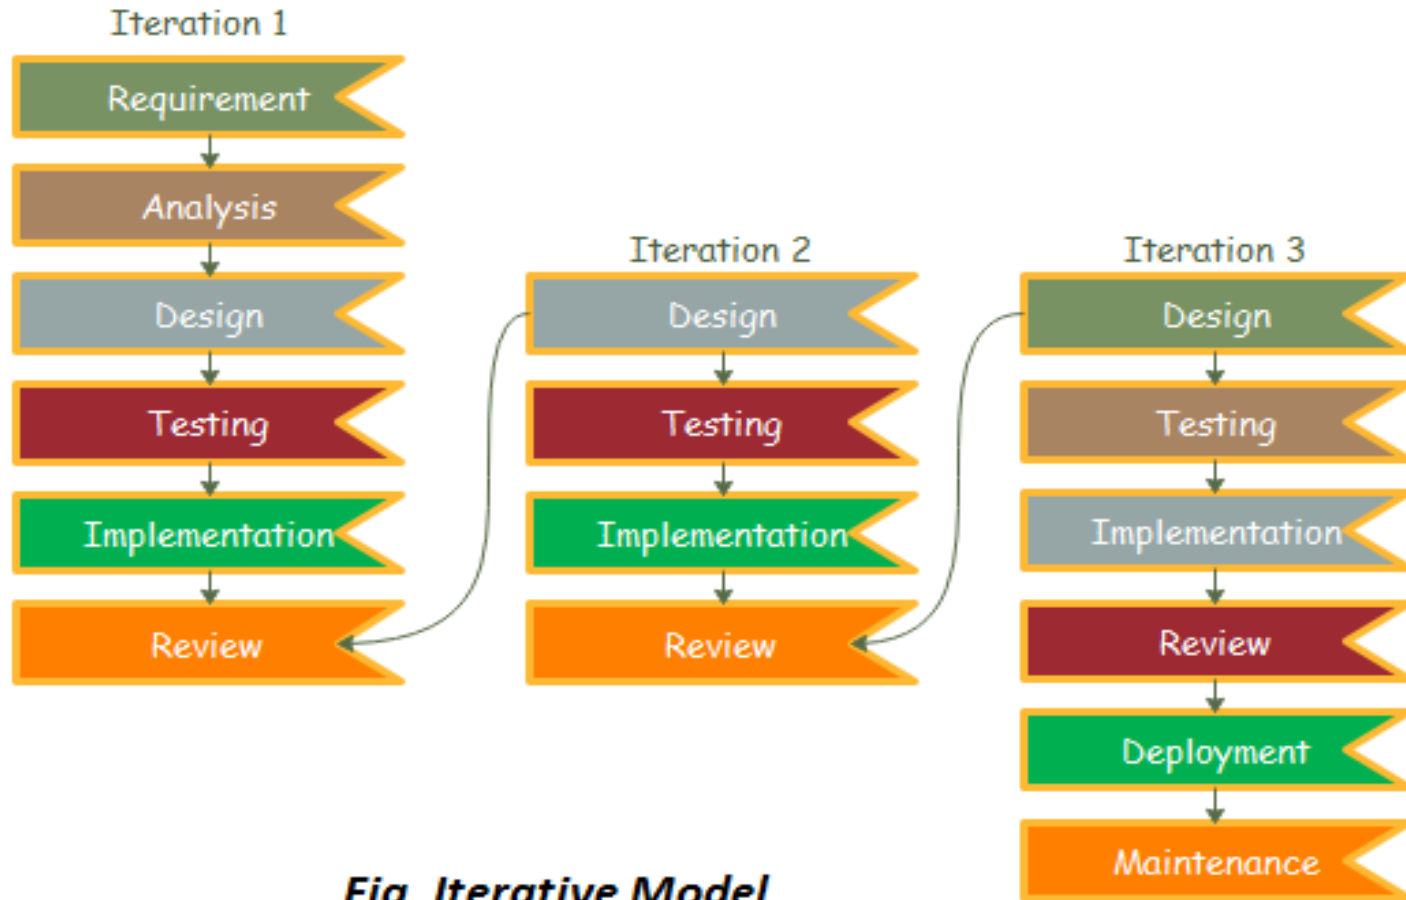 Iteration 1
Requirement
Analysis
Design
Testing
Implementation
Review
Iteration 2
Design
Testing
Implementation
Review
Iteration 3
Design
Testing
Implementation
Review
Deployment
Maintenance
Fig. Iterative Model